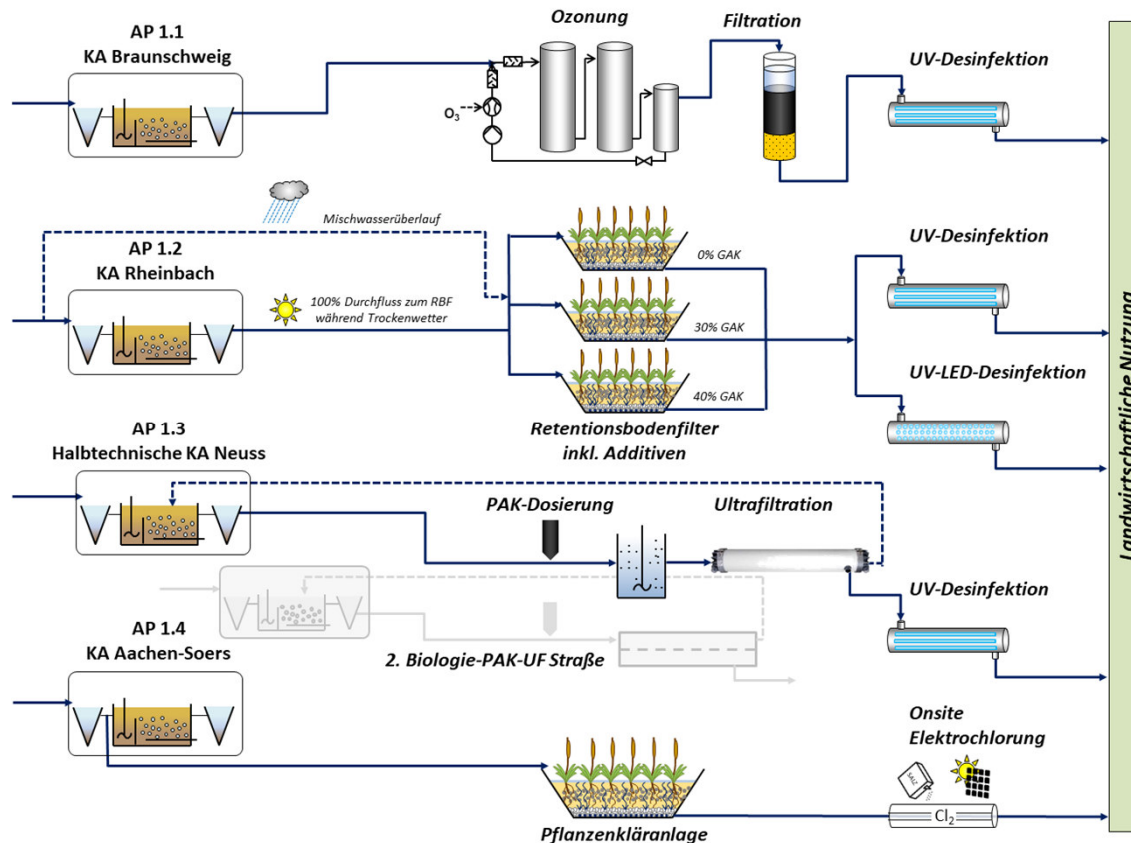 AP 1.1
KA Braunschweig
Ozonung
Filtration
UV-Desinfektion
O3
Mischwasserüberlauf
AP 1.2
KA Rheinbach
100% Durchfluss zum RBF
während Trockenwetter
0% GAK
30% GAK
40% GAK
Retentionsbodenfilter
inkl. Additiven
UV-Desinfektion
UV-LED-Desinfektion
AP 1.3
Halbtechnische KA Neuss
PAK-Dosierung
Ultrafiltration
UV-Desinfektion
2. Biologie-PAK-UF Straße
AP 1.4
KA Aachen-Soers
Pflanzenkläranlage
Onsite
Elektrochlorung
SALZ
Cl2
Landwirtschaftliche Nutzung